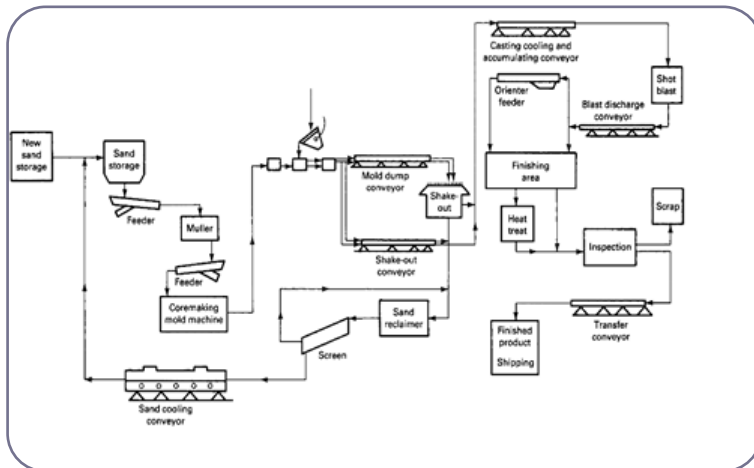 Casting cooling and
accumulating conveyor
Shot
blast
Orienter
feeder
Blast discharge
conveyor
New
sand
storage
Sand
storage
Mold dump
conveyor
Finishing
area
Shake-
out
Feeder
Muller
Heat
treat
Scrap
Inspection
Shake-out
conveyor
Feeder
Coremaking
mold machine
Sand
reclaimer
Screen
Transfer
conveyor
Finished
product
Shipping
Sand cooling
conveyor